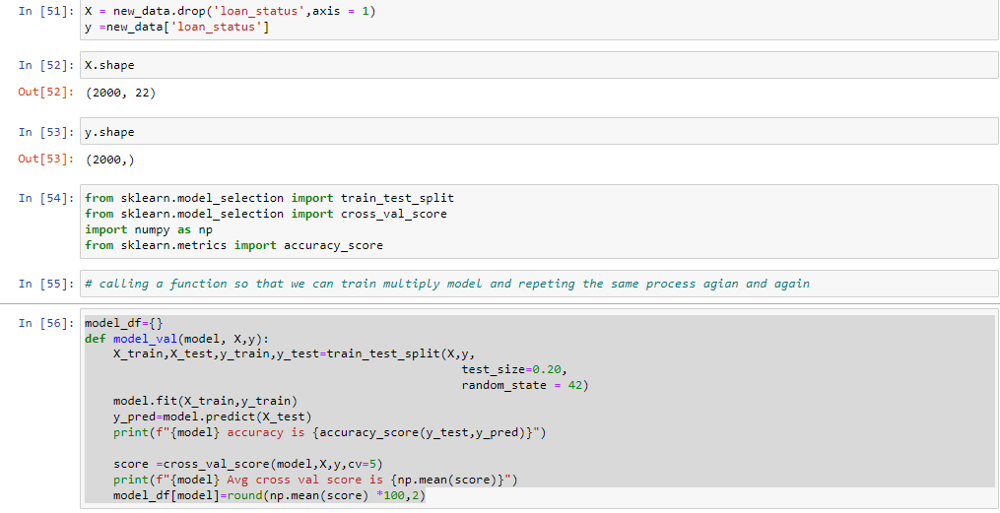 In [51]: X = new_data.drop('loan_status',axis = 1)
y =new_data['loan_status']
In [52]: X.shape
Out[52]: (2000, 22)
In [53]: y.shape
Out[53]: (2000,)
In [54]: from sklearn.model_selection import train_test_split
from sklearn.model_selection import cross_val_score
import numpy as np
from sklearn.metrics import accuracy_score
In [55]: # calling a function so that we can train multiply model and repeting the same process agian and again
In [56]: model_df={}
def model_val(model, X,y):
    X_train,X_test,y_train,y_test=train_test_split(X,y,
                                                   test_size=0.20,
                                                   random_state = 42)
    model.fit(X_train,y_train)
    y_pred=model.predict(X_test)
    print(f"{model} accuracy is {accuracy_score(y_test,y_pred)}")
    score =cross_val_score(model,X,y,cv=5)
    print(f"{model} Avg cross val score is {np.mean(score)}")
    model_df[model]=round(np.mean(score) *100,2)